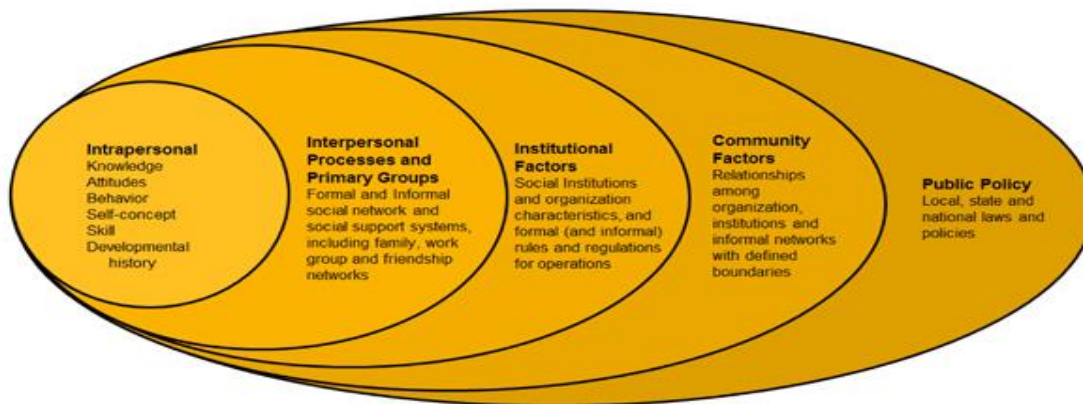 Intrapersonal
Knowledge
Attitudes
Behavior
Self-concept
Skill
Developmental
history
Interpersonal
Processes and
Primary Groups
Formal and Informal
social network and
social support systems,
including family, work
group and friendship
networks
Institutional
Factors
Social Institutions
and organization
characteristics, and
formal (and informal)
rules and regulations
for operations
Community
Factors
Relationships
among
organization,
institutions and
informal networks
with defined
boundaries
Public Policy
Local, state and
national laws and
policies